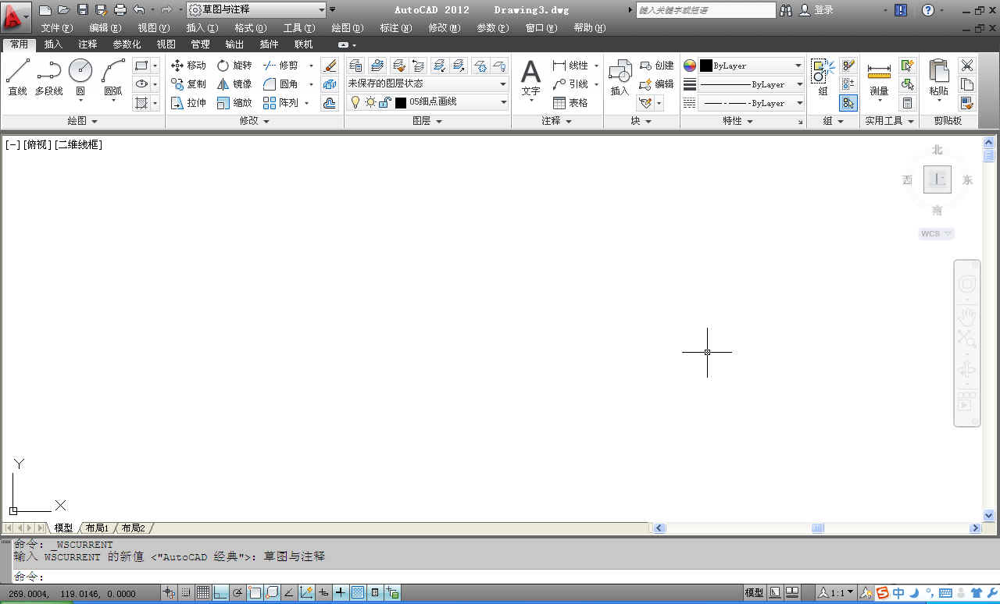 草图与注释 AutoCAD 2012 Drawing3.dwg 键入关键字或短语 登录
文件(F) 编辑(E) 视图(V) 插入(I) 格式(O) 工具(T) 绘图(D) 标注(N) 修改(M) 参数(P) 窗口(W) 帮助(H)
常用 插入 注释 参数化 视图 管理 输出 插件 联机
直线 多段线 圆 圆弧
移动 旋转 修剪
复制 镜像 圆角
拉伸 缩放 阵列
未保存的图层状态
05细点画线
文字 线性
引线
表格
插入 创建
编辑
ByLayer
ByLayer
ByLayer
组 测量 粘贴
绘图 修改 图层 注释 块 特性 组 实用工具 剪贴板
[-][俯视][二维线框]
北
西 上 东
南
WCS
Y
X
模型 布局1 布局2
命令: _WSCURRENT
输入 WSCURRENT 的新值 <"AutoCAD 经典">: 草图与注释
命令:
269.0004, 119.0146, 0.0000 模型 1:1 中